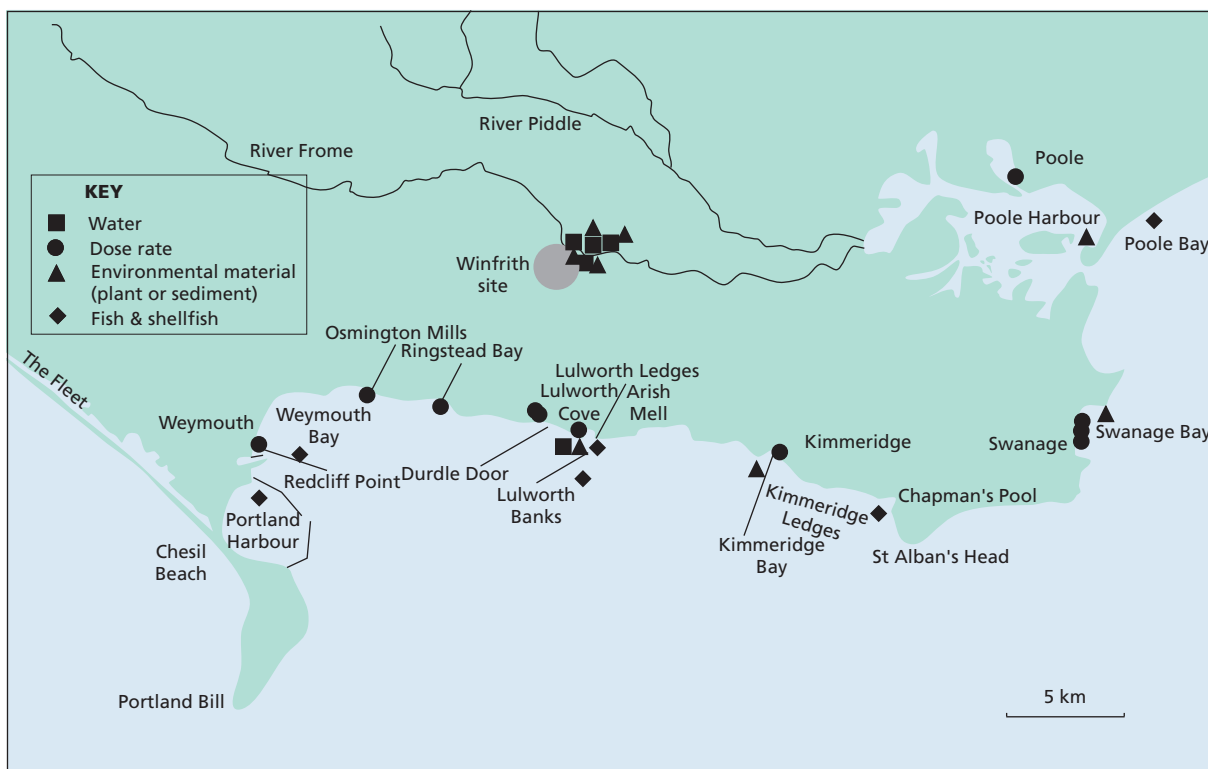 River Piddle
River Frome
Poole
KEY
Water
Dose rate
Environmental material
(plant or sediment)
Fish & shellfish
Poole Harbour
Poole Bay
Winfrith
site
Osmington Mills
Ringstead Bay
The Fleet
Lulworth Ledges
Lulworth
Cove
Arish
Mell
Weymouth
Weymouth
Bay
Redcliff Point
Durdle Door
Lulworth
Banks
Kimmeridge
Swanage
Swanage Bay
Portland
Harbour
Kimmeridge
Ledges
Kimmeridge
Bay
Chapman's Pool
St Alban's Head
Chesil
Beach
Portland Bill
5 km